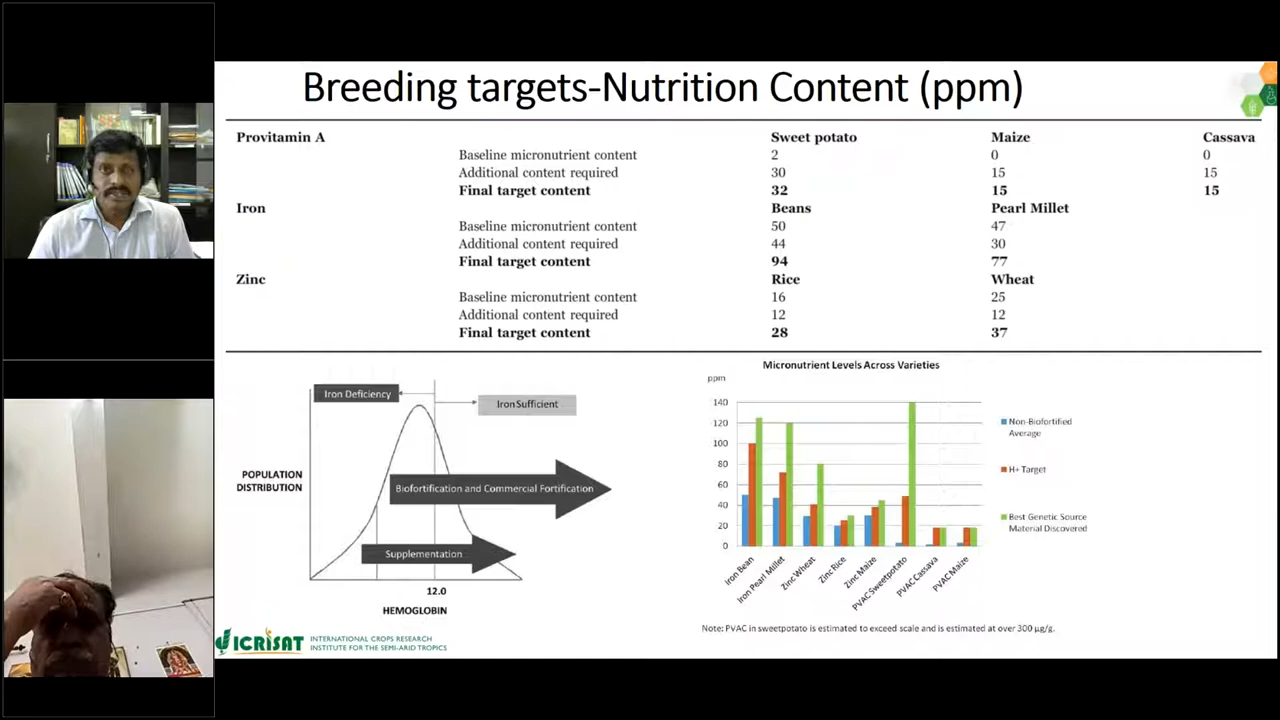 Breeding targets-Nutrition Content (ppm)
Provitamin A Sweet potato Maize Cassava
Baseline micronutrient content 2 0 0
Additional content required 30 15 15
Final target content 32 15 15
Iron Beans Pearl Millet
Baseline micronutrient content 50 47
Additional content required 44 30
Final target content 94 77
Zinc Rice Wheat
Baseline micronutrient content 16 25
Additional content required 12 12
Final target content 28 37
Iron Deficiency
Iron Sufficient
POPULATION
DISTRIBUTION
Biofortification and Commercial Fortification
Supplementation
12.0
HEMOGLOBIN
Micronutrient Levels Across Varieties
ppm
140
120
100
80
60
40
20
0
Iron Bean
Iron Pearl Millet
Zinc Wheat
Zinc Rice
Zinc Maize
PVAC Sweetpotato
PVAC Cassava
PVAC Maize
Non-Biofortified
Average
H+ Target
Best Genetic Source
Material Discovered
Note: PVAC in sweetpotato is estimated to exceed scale and is estimated at over 300 µg/g.
ICRISAT
INTERNATIONAL CROPS RESEARCH
INSTITUTE FOR THE SEMI-ARID TROPICS